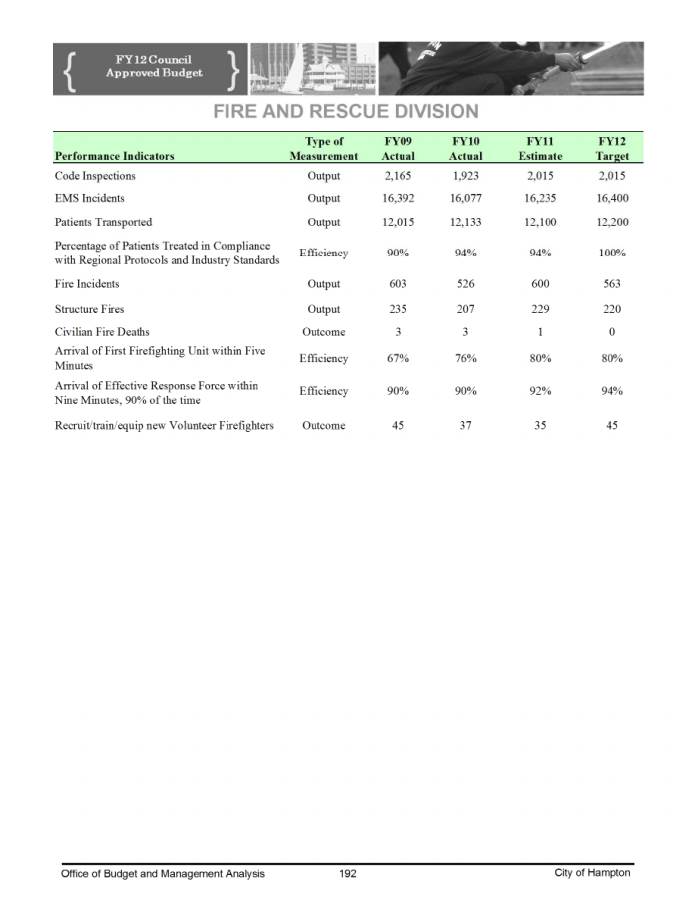 FY12 Council
Approved Budget
FIRE AND RESCUE DIVISION
Type of FY09 FY10 FY11 FY12
Performance Indicators Measurement Actual Actual Estimate Target
Code Inspections Output 2,165 1,923 2,015 2,015
EMS Incidents Output 16,392 16,077 16,235 16,400
Patients Transported Output 12,015 12,133 12,100 12,200
Percentage of Patients Treated in Compliance
with Regional Protocols and Industry Standards Efficiency 90% 94% 94% 100%
Fire Incidents Output 603 526 600 563
Structure Fires Output 235 207 229 220
Civilian Fire Deaths Outcome 3 3 1 0
Arrival of First Firefighting Unit within Five
Minutes Efficiency 67% 76% 80% 80%
Arrival of Effective Response Force within
Nine Minutes, 90% of the time Efficiency 90% 90% 92% 94%
Recruit/train/equip new Volunteer Firefighters Outcome 45 37 35 45
Office of Budget and Management Analysis 192 City of Hampton